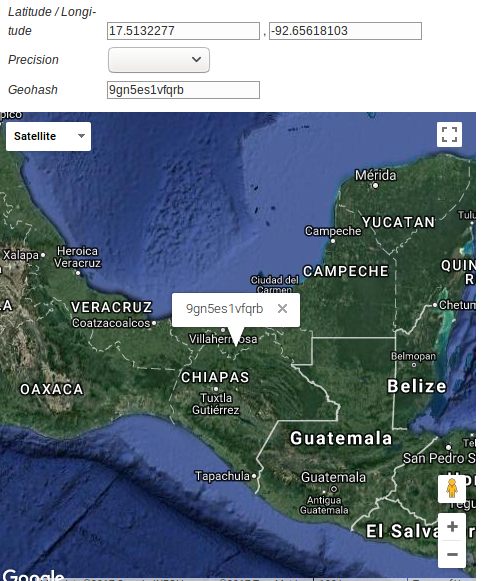 Latitude / Longi-
tude
17.5132277 , -92.65618103
Precision
Geohash
9gn5es1vfqrb
Satellite
Mérida
YUCATAN
Campeche
Xalapa
Heroica
Veracruz
Ciudad del
Carmen
CAMPECHE
QUIN
9gn5es1vfqrb
VERACRUZ
Coatzacoalcos
Chetum
Villahermosa
Belmopan
CHIAPAS
Belize
OAXACA
Tuxtla
Gutiérrez
Guatemala
San Pedro S
Tapachula
Guatemala
Antigua
Guatemala
El Salva
Google